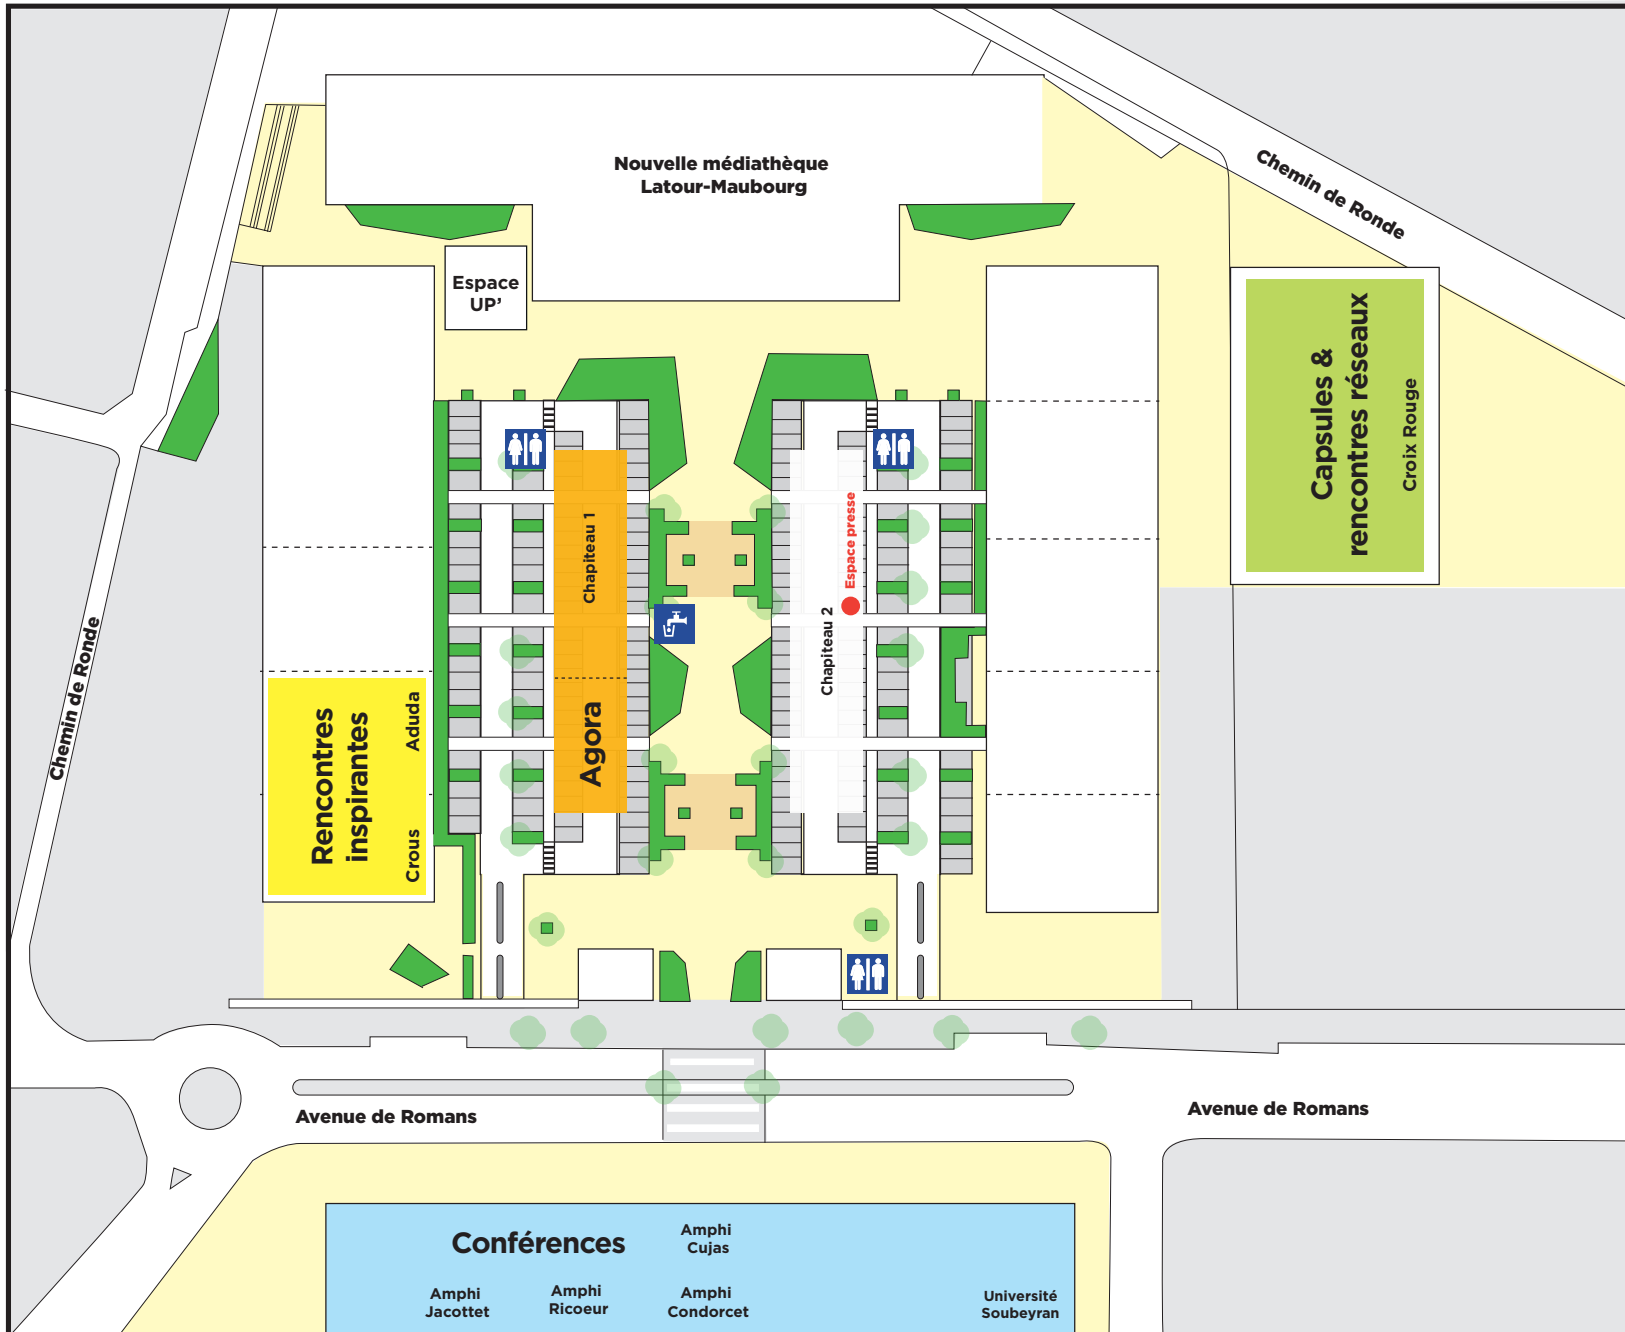 Nouvelle médiathèque
Latour-Maubourg
Chemin de Ronde
Espace
UP'
Capsules &
rencontres réseaux
Croix Rouge
Chapiteau 1
Agora
Espace presse
Chapiteau 2
Chemin de Ronde
Rencontres
inspirantes
Aduda
Crous
Avenue de Romans
Avenue de Romans
Conférences
Amphi
Cujas
Amphi
Jacottet
Amphi
Ricoeur
Amphi
Condorcet
Université
Soubeyran